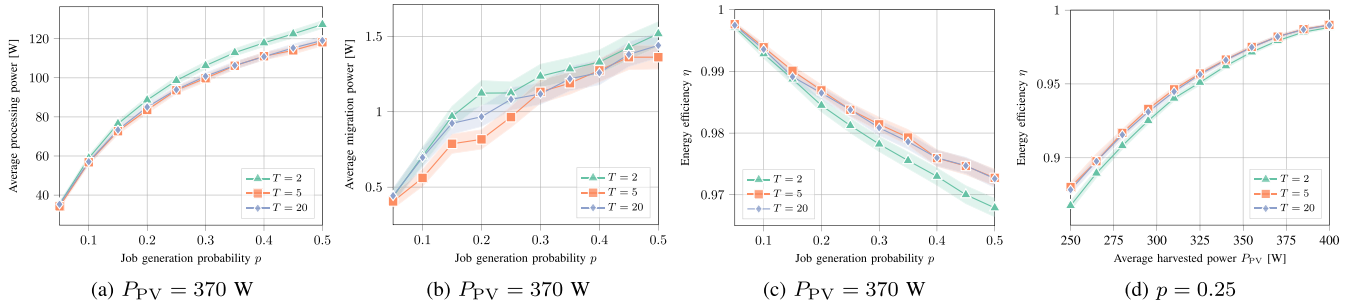 Average processing power [W]
120
100
80
60
40
0.1
0.2
0.3
0.4
0.5
Job generation probability p
T = 2
T = 5
T = 20
(a) P_PV = 370 W
Average migration power [W]
1.5
1
0.5
0.1
0.2
0.3
0.4
0.5
Job generation probability p
T = 2
T = 5
T = 20
(b) P_PV = 370 W
Energy efficiency η
1
0.99
0.98
0.97
0.1
0.2
0.3
0.4
0.5
Job generation probability p
T = 2
T = 5
T = 20
(c) P_PV = 370 W
Energy efficiency η
1
0.95
0.9
250
275
300
325
350
375
400
Average harvested power P_PV [W]
T = 2
T = 5
T = 20
(d) p = 0.25